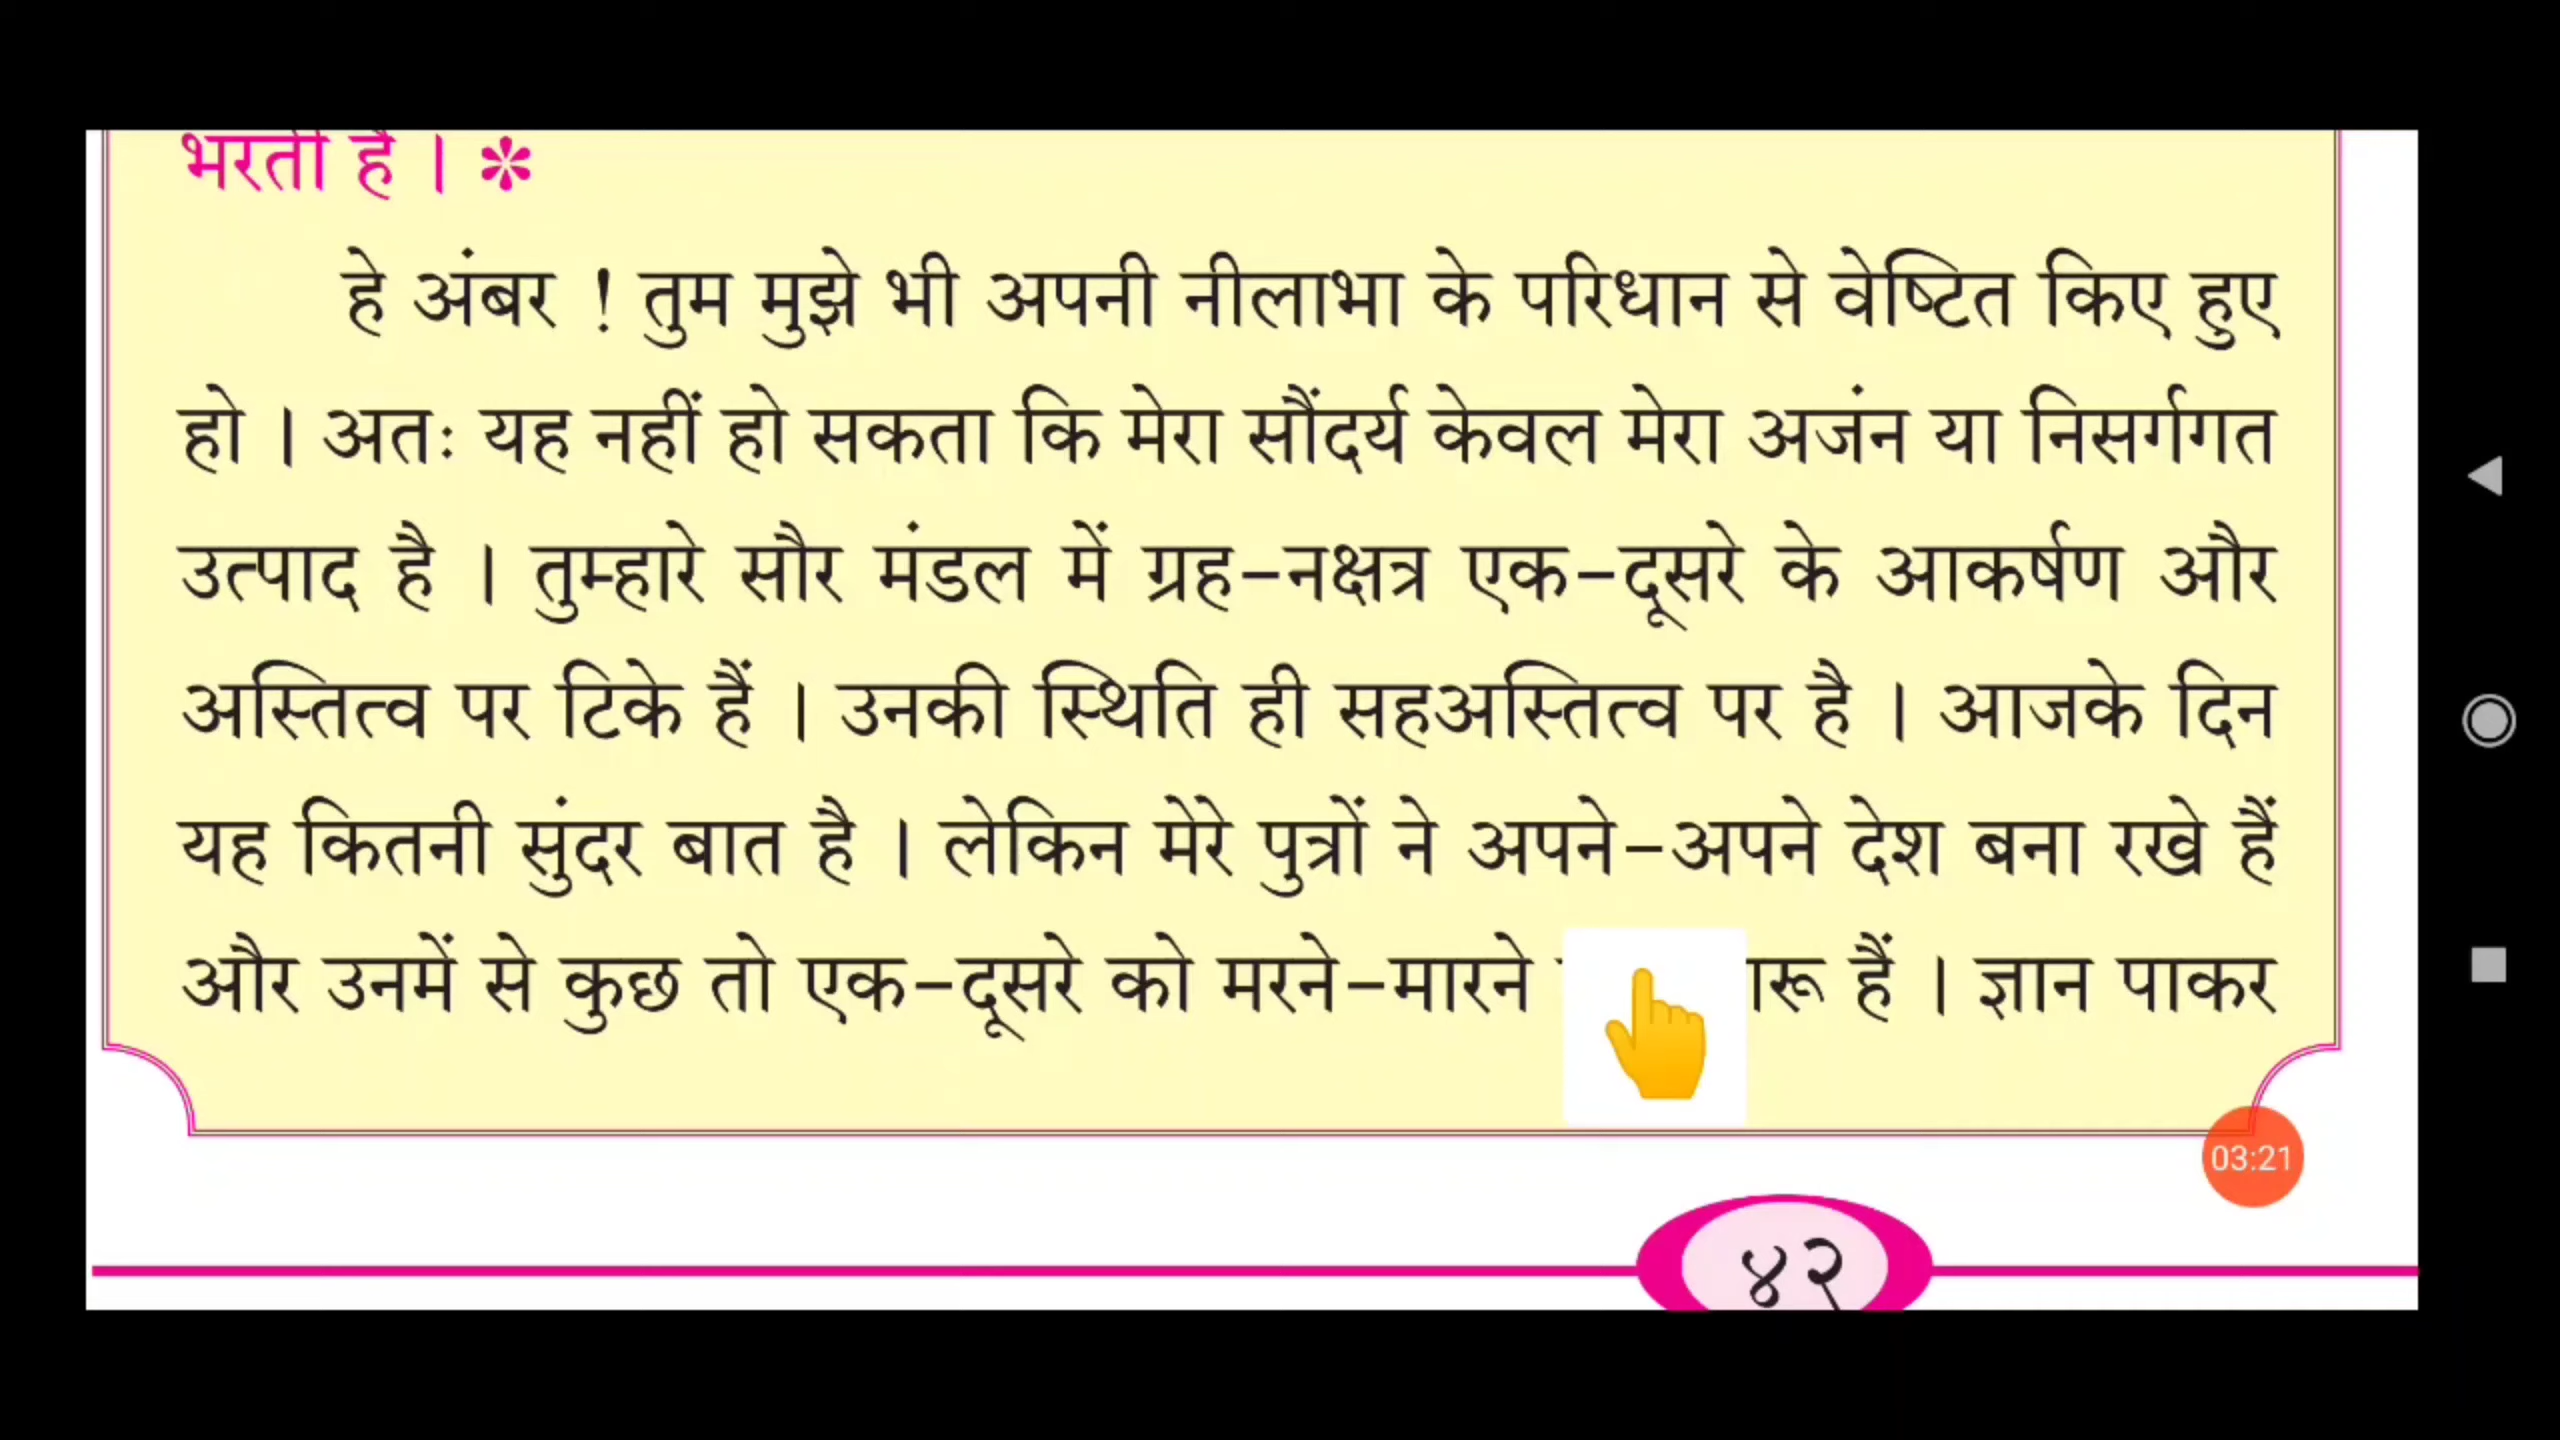 भरती है । *
हे अंबर ! तुम मुझे भी अपनी नीलाभा के परिधान से वेष्टित किए हुए
हो । अतः यह नहीं हो सकता कि मेरा सौंदर्य केवल मेरा अजंन या निसर्गगत
उत्पाद है । तुम्हारे सौर मंडल में ग्रह-नक्षत्र एक-दूसरे के आकर्षण और
अस्तित्व पर टिके हैं । उनकी स्थिति ही सहअस्तित्व पर है । आजके दिन
यह कितनी सुंदर बात है । लेकिन मेरे पुत्रों ने अपने-अपने देश बना रखे हैं
और उनमें से कुछ तो एक-दूसरे को मरने-मारने हैं । ज्ञान पाकर
03:21
४२